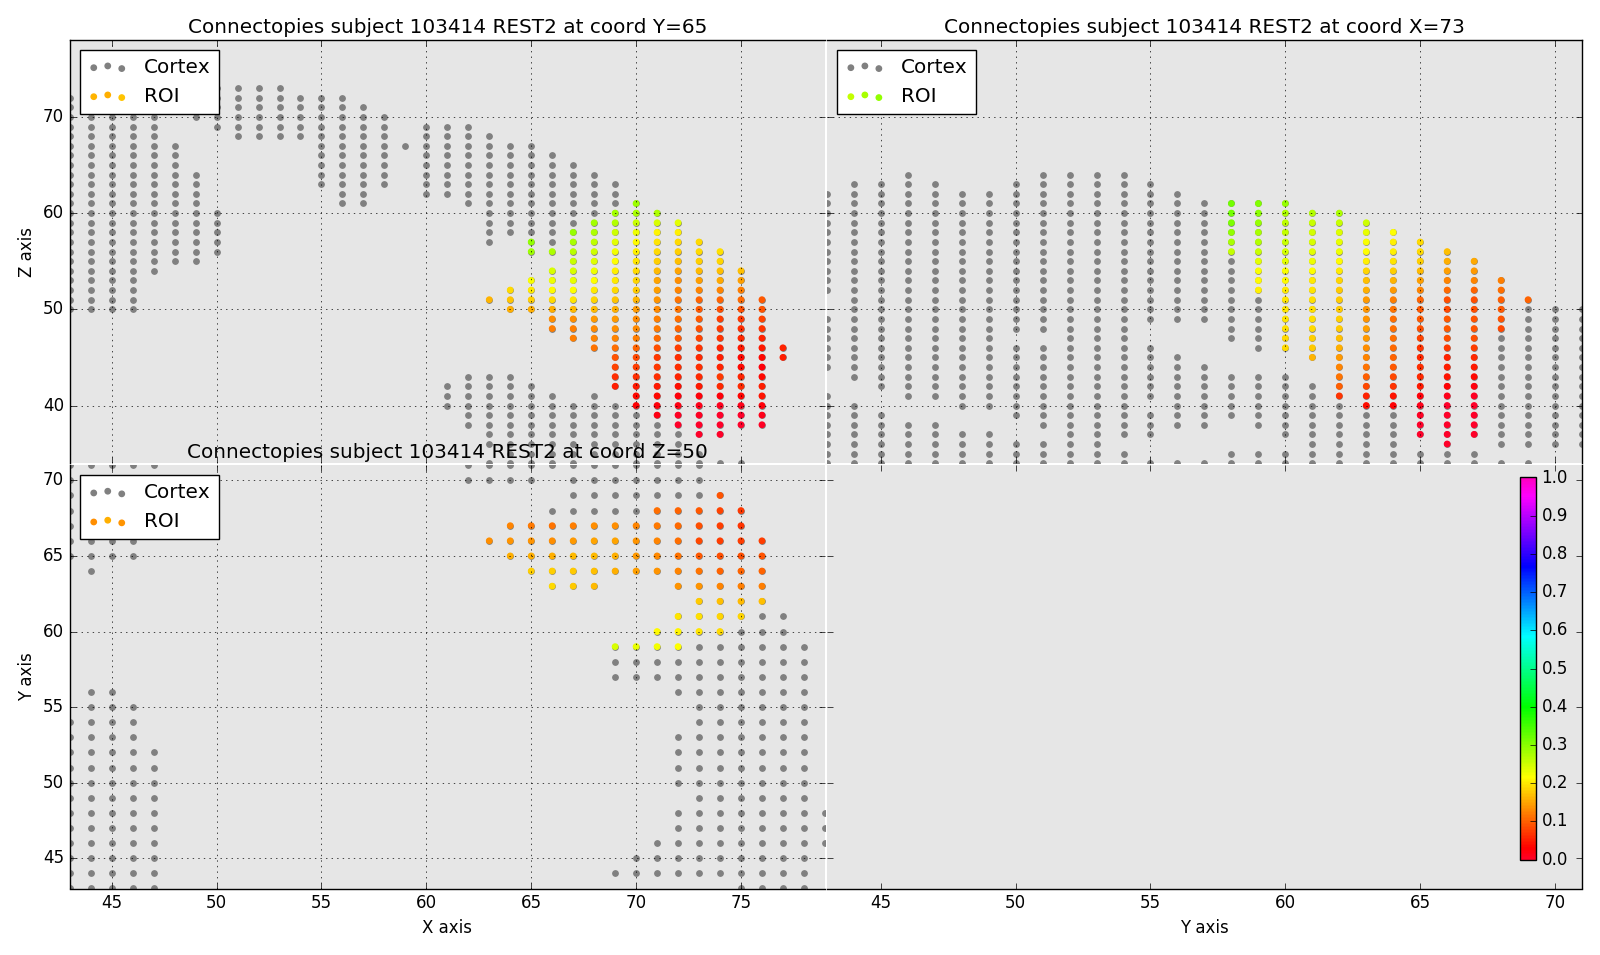 Connectopies subject 103414 REST2 at coord Y=65
Connectopies subject 103414 REST2 at coord X=73
Cortex
ROI
Cortex
ROI
70
60
50
40
Z axis
Connectopies subject 103414 REST2 at coord Z=50
Cortex
ROI
70
65
60
55
50
45
Y axis
1.0
0.9
0.8
0.7
0.6
0.5
0.4
0.3
0.2
0.1
0.0
45 50 55 60 65 70 75
45 50 55 60 65 70
X axis
Y axis